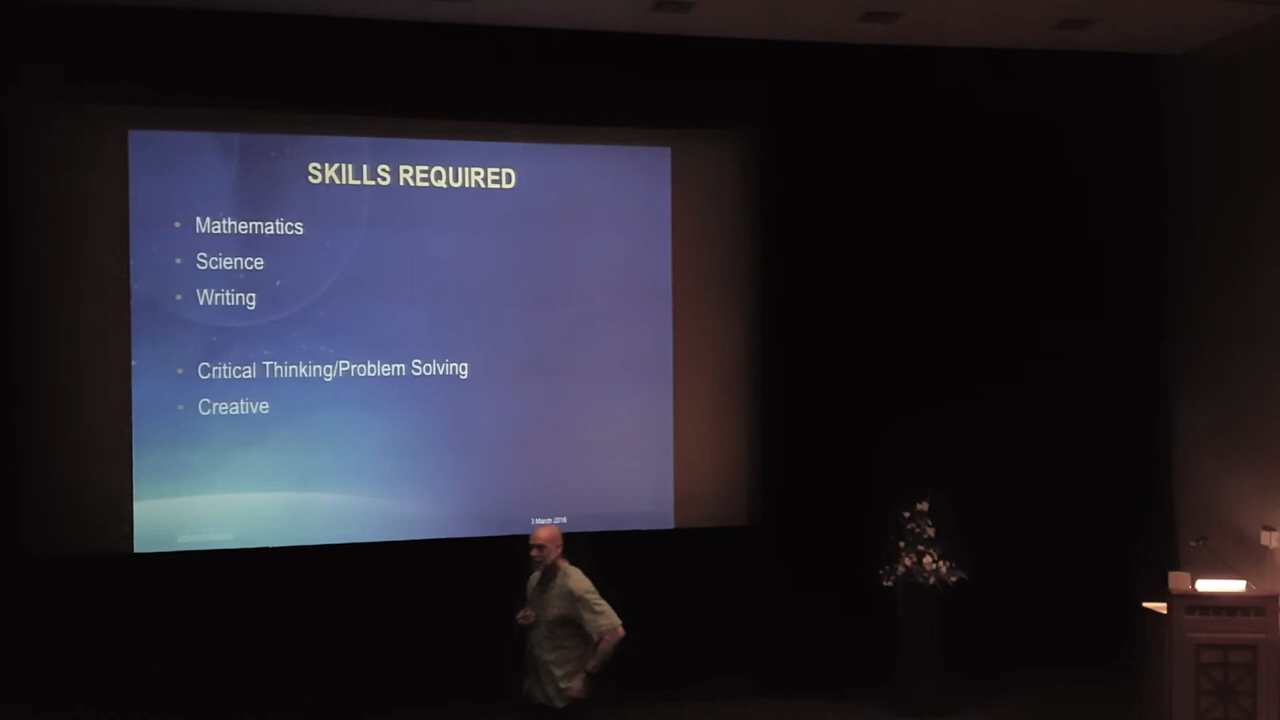 SKILLS REQUIRED
Mathematics
Science
Writing
Critical Thinking/Problem Solving
Creative
3 March 2016